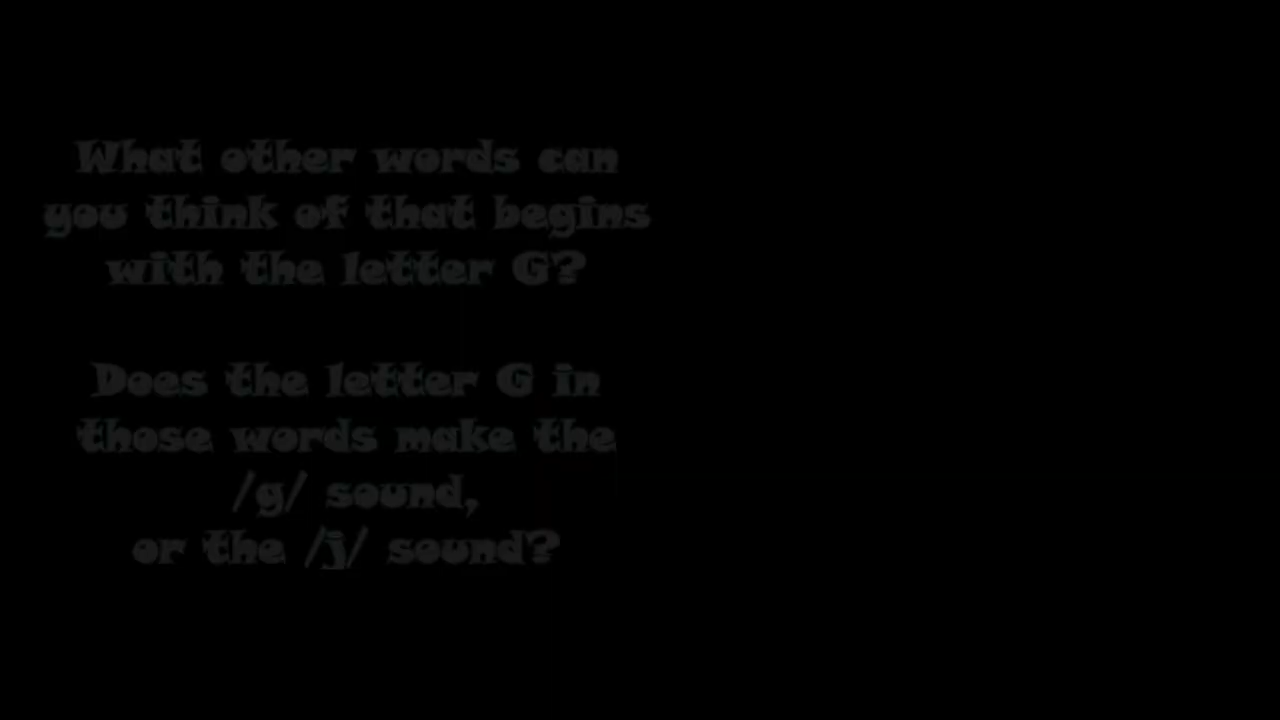 What other words can
you think of that begins
with the letter G?
Does the letter G in
those words make the
/g/ sound,
or the /j/ sound?